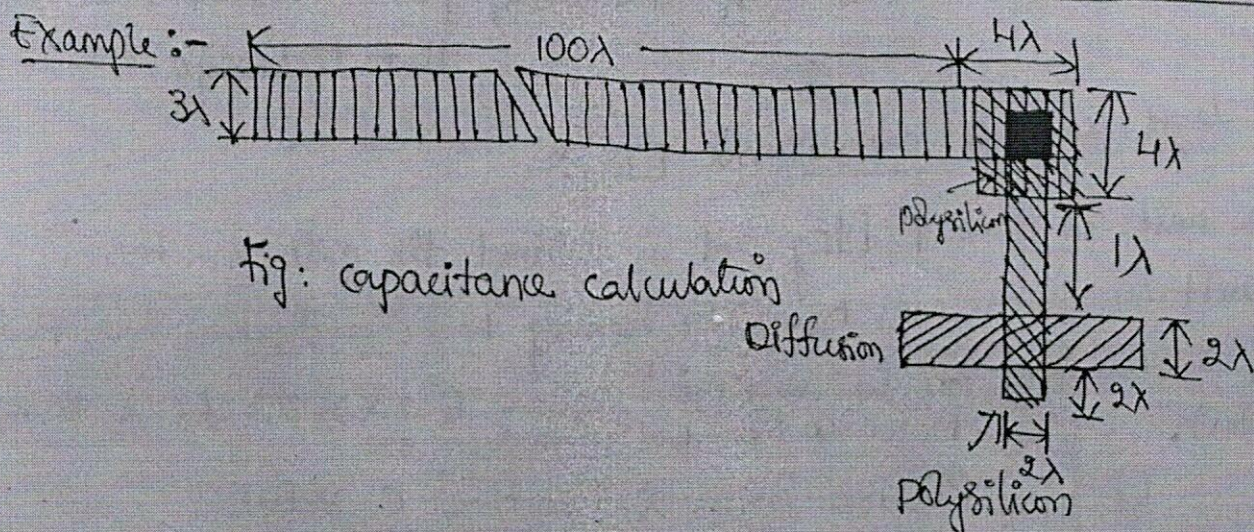 Example :-
100λ
4λ
3λ
4λ
polysilicon
1λ
Fig: capacitance calculation
Diffusion
2λ
2λ
2λ
polysilicon